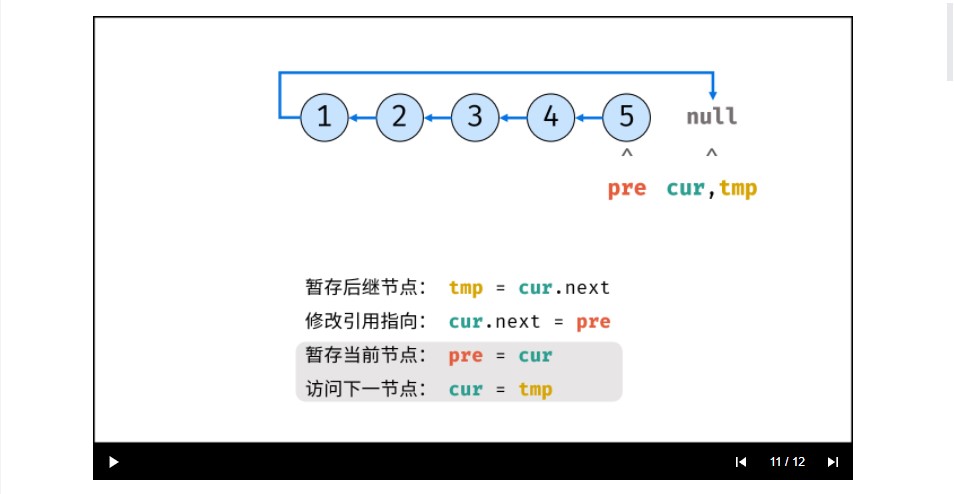 1 2 3 4 5 null
^ ^
pre cur,tmp
暂存后继节点： tmp = cur.next
修改引用指向： cur.next = pre
暂存当前节点： pre = cur
访问下一节点： cur = tmp
11 / 12